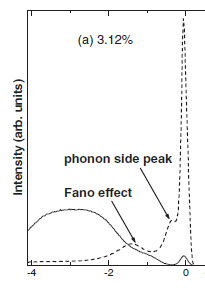 (a) 3.12%
Intensity (arb. units)
phonon side peak
Fano effect
-4 -2 0